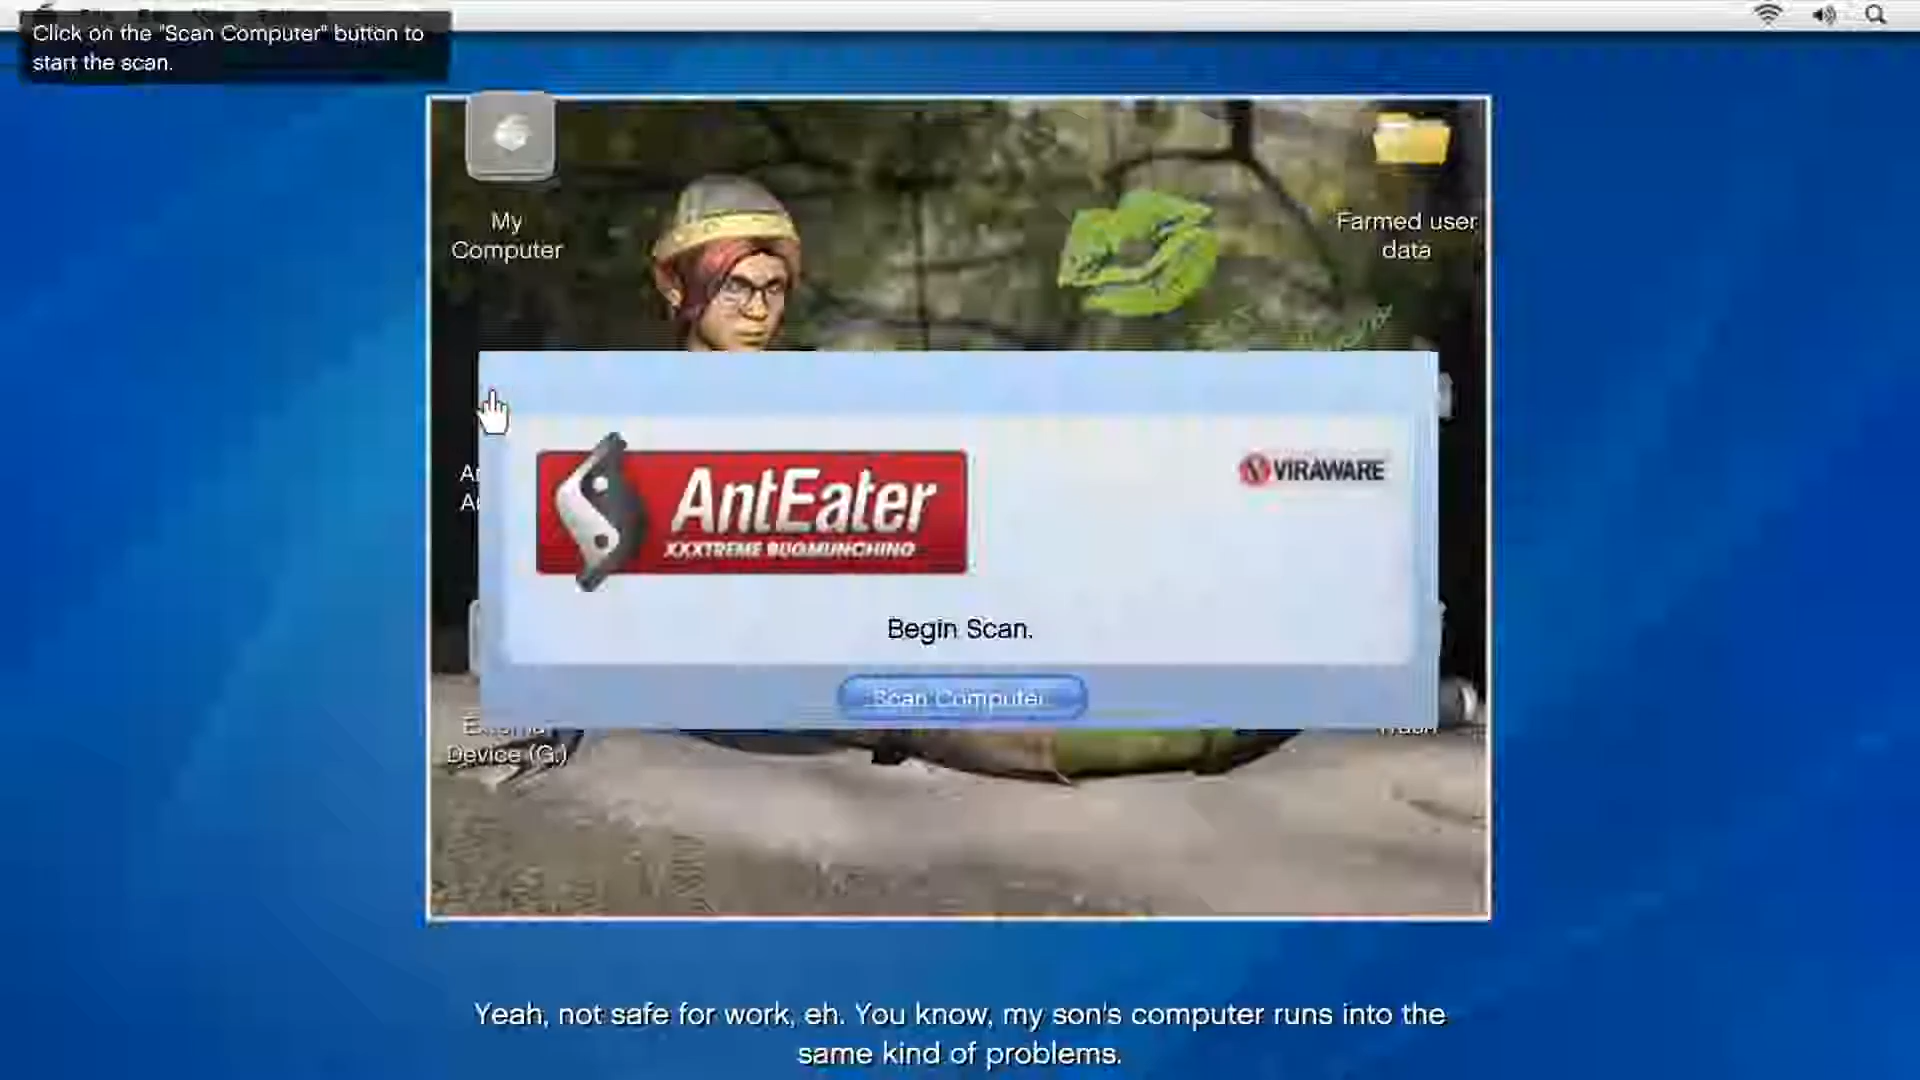 Click on the "Scan Computer" button to
start the scan.
My
Computer
Farmed user
data
AntEater
XXXTREME BUGMUNCHING
VIRAWARE
Begin Scan.
Scan Computer
Device (G:)
Yeah, not safe for work, eh. You know, my son's computer runs into the
same kind of problems.